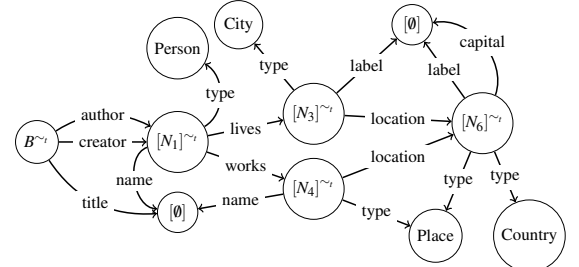 City
[∅]
Person
capital
type
label
label
type
author
[N₃]^∼ₜ
lives
location
[N₆]^∼ₜ
B^∼ₜ
creator
[N₁]^∼ₜ
works
location
name
[N₄]^∼ₜ
type
type
title
[∅]
name
type
Place
Country